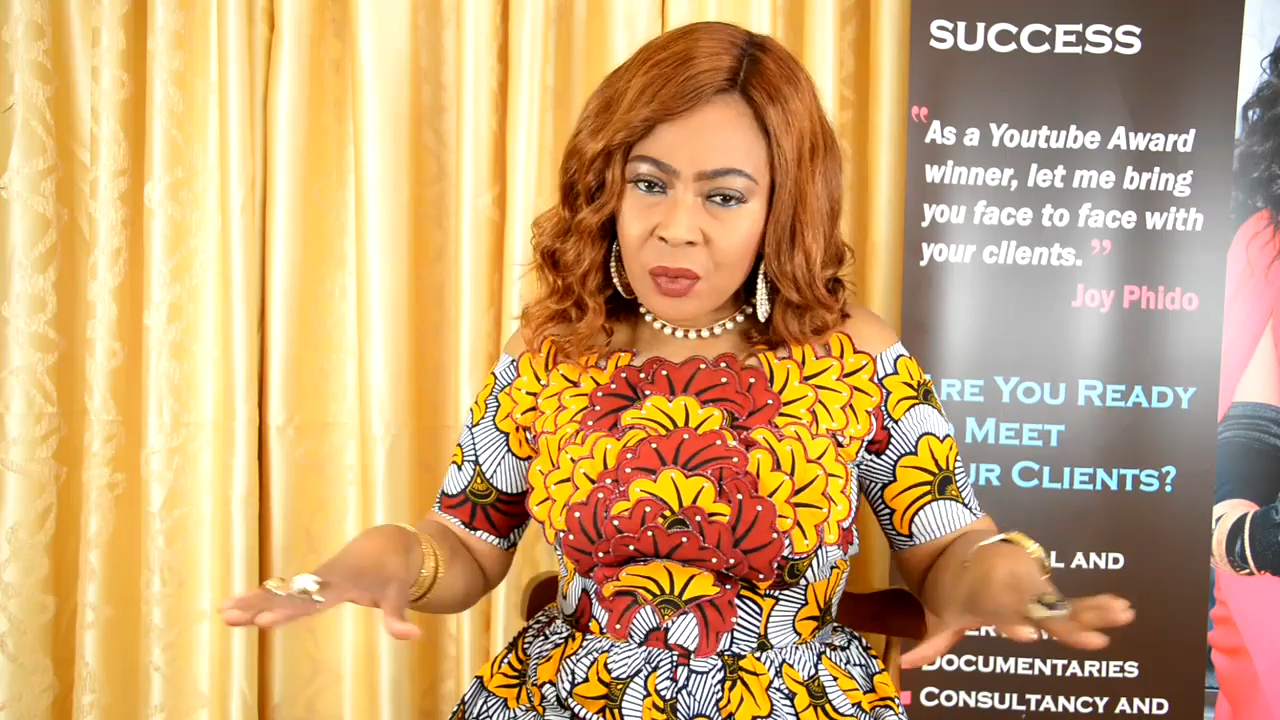 SUCCESS
“As a Youtube Award
winner, let me bring
you face to face with
your clients.”
Joy Phido
RE YOU READY
MEET
UR CLIENTS?
L AND
DOCUMENTARIES
CONSULTANCY AND